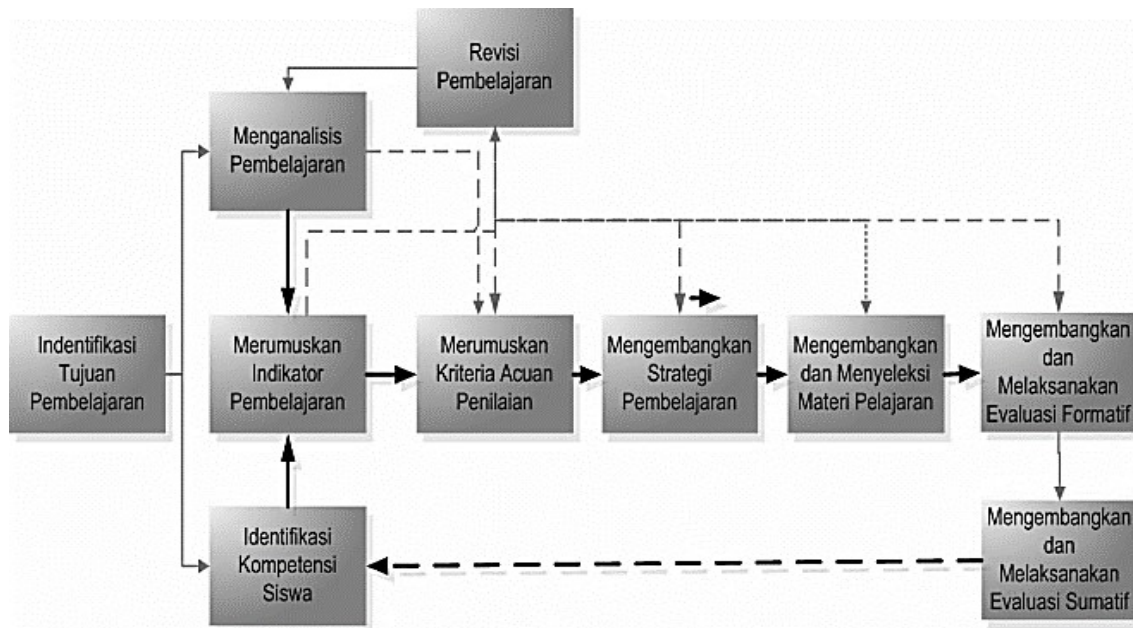 Revisi
Pembelajaran
Menganalisis
Pembelajaran
Indentifikasi
Tujuan
Pembelajaran
Merumuskan
Indikator
Pembelajaran
Merumuskan
Kriteria Acuan
Penilaian
Mengembangkan
Strategi
Pembelajaran
Mengembangkan
dan Menyeleksi
Materi Pelajaran
Mengembangkan
dan
Melaksanakan
Evaluasi Formatif
Identifikasi
Kompetensi
Siswa
Mengembangkan
dan
Melaksanakan
Evaluasi Sumatif